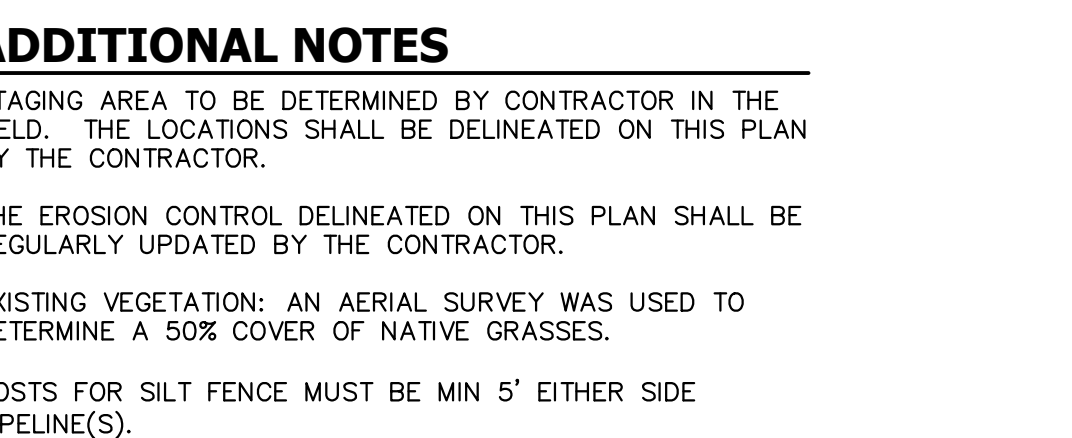 ADDITIONAL NOTES
TAGING AREA TO BE DETERMINED BY CONTRACTOR IN THE
ELD. THE LOCATIONS SHALL BE DELINEATED ON THIS PLAN
Y THE CONTRACTOR.
HE EROSION CONTROL DELINEATED ON THIS PLAN SHALL BE
EGULARLY UPDATED BY THE CONTRACTOR.
XISTING VEGETATION: AN AERIAL SURVEY WAS USED TO
ETERMINE A 50% COVER OF NATIVE GRASSES.
OSTS FOR SILT FENCE MUST BE MIN 5' EITHER SIDE
PELINE(S).